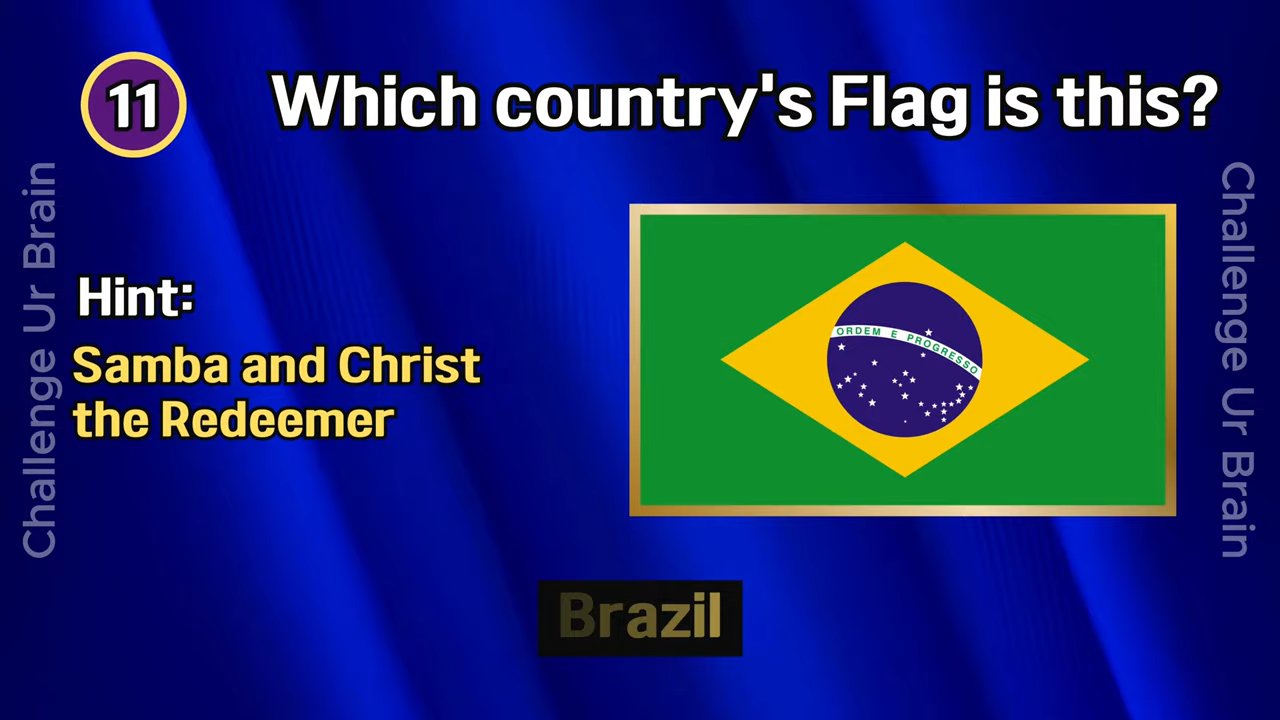 11
Which country's Flag is this?
Challenge Ur Brain
Hint:
Samba and Christ
the Redeemer
ORDEM E PROGRESSO
Challenge Ur Brain
Brazil